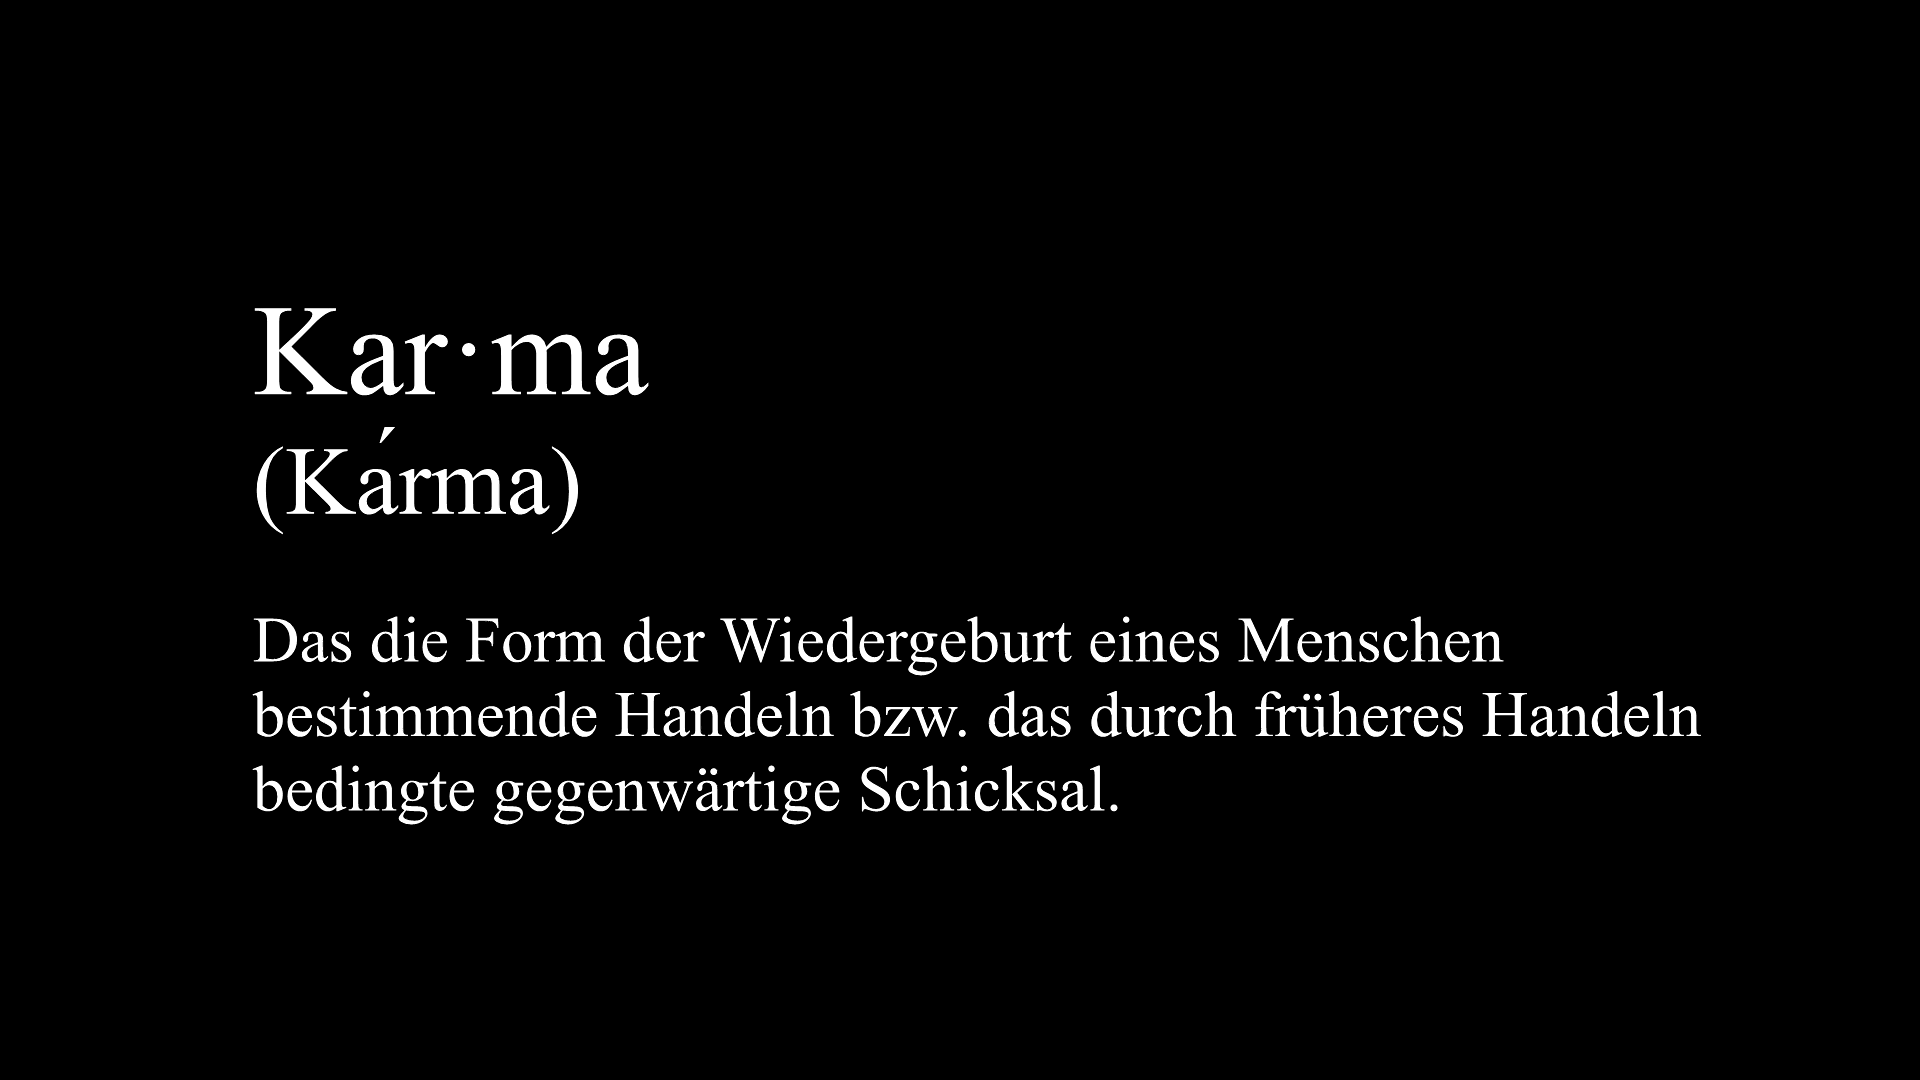 Kar·ma
(Kárma)
Das die Form der Wiedergeburt eines Menschen
bestimmende Handeln bzw. das durch früheres Handeln
bedingte gegenwärtige Schicksal.